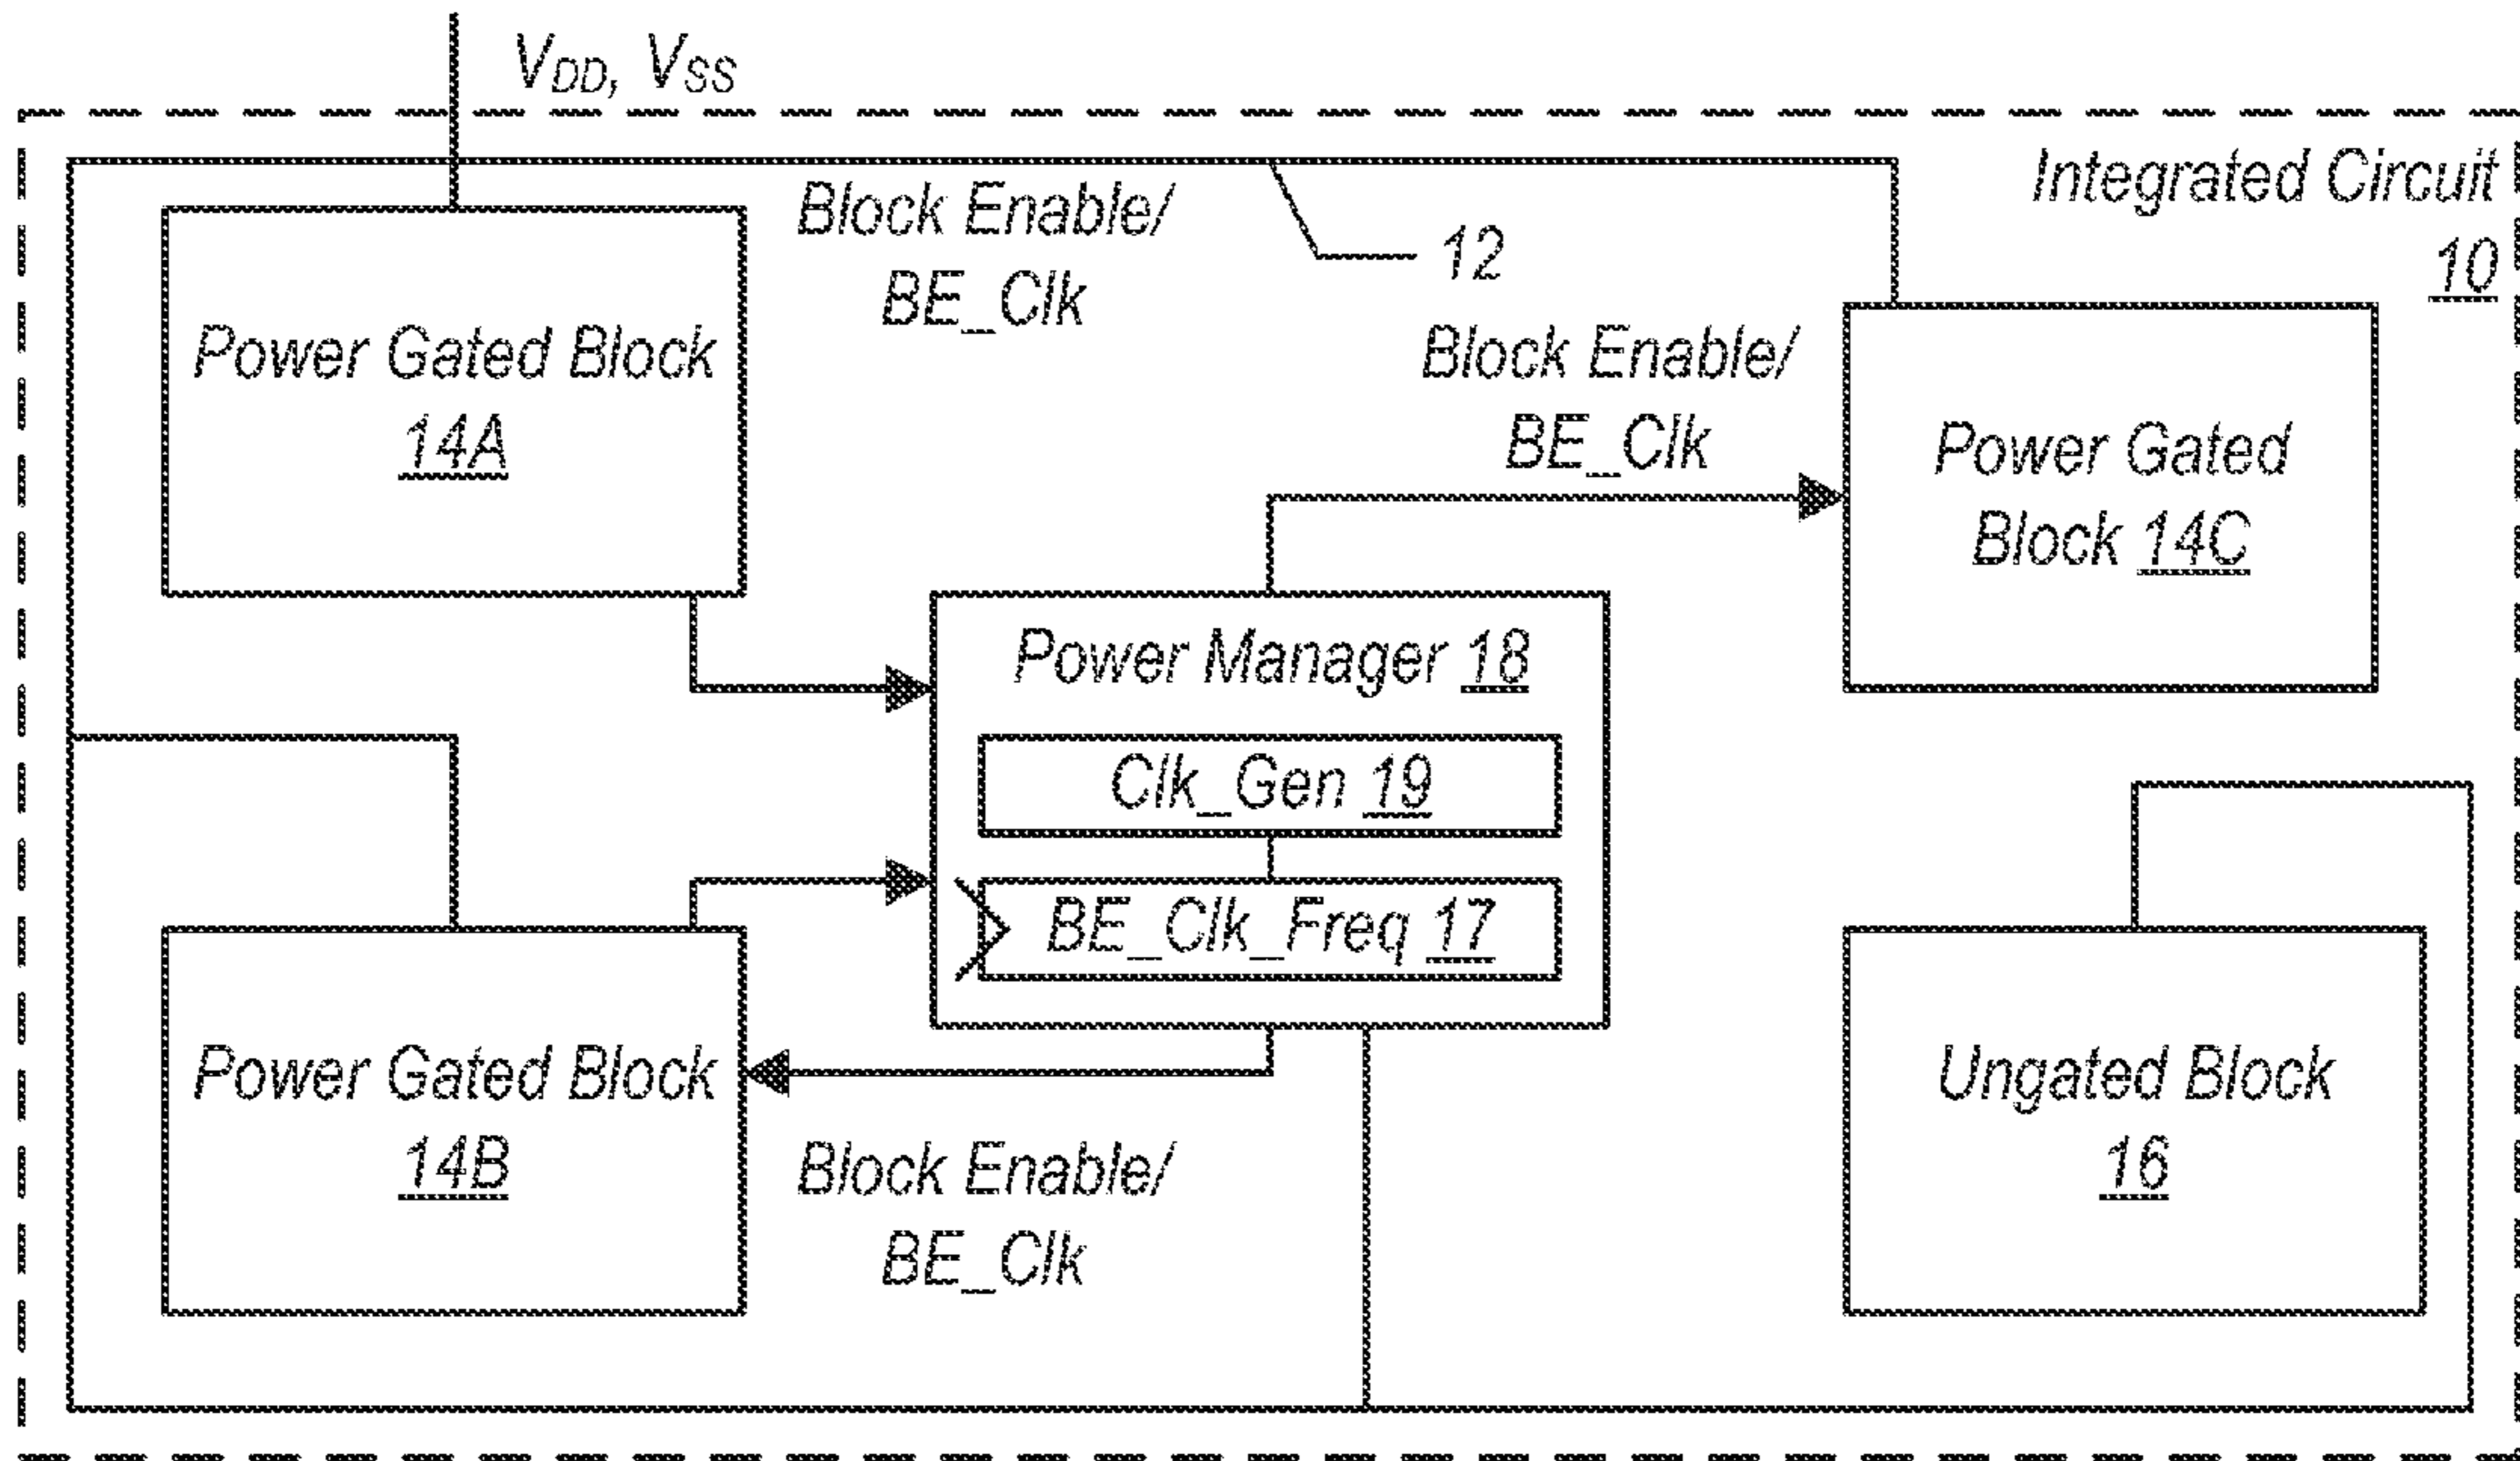 VDD, VSS
Integrated Circuit
10
Block Enable/
BE_Clk
12
Power Gated Block
14A
Block Enable/
BE_Clk
Power Gated
Block 14C
Power Manager 18
Clk_Gen 19
BE_Clk_Freq 17
Power Gated Block
14B
Block Enable/
BE_Clk
Ungated Block
16